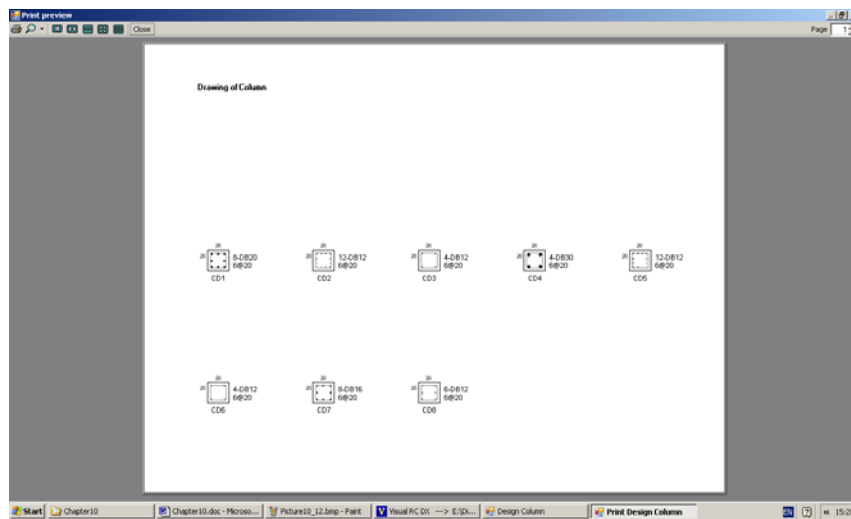 Print preview
Close
Page 1
Drawing of Column
20 20 20 20 20
20 8-DB20 20 12-DB12 20 4-DB12 20 4-DB30 20 12-DB12
6@20 6@20 6@20 6@20 6@20
CD1 CD2 CD3 CD4 CD5
20 20 20
20 4-DB12 20 8-DB16 20 6-DB12
6@20 6@20 6@20
CD6 CD7 CD8
Start Chapter10 Chapter10.doc - Microso... Picture10_12.bmp - Paint Visual RC DX ---> E:\Di... Design Column Print Design Column EN ? « 15:2